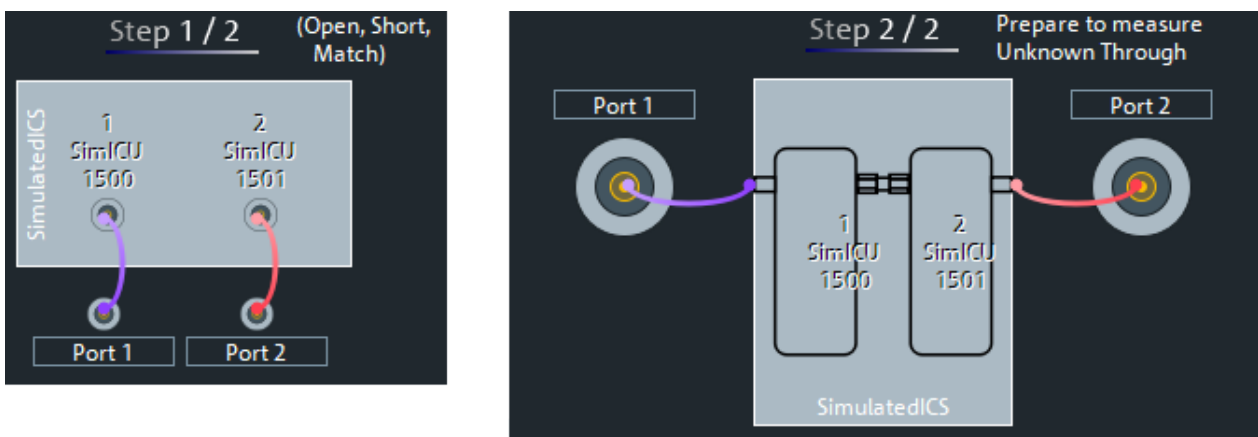 Step 1 / 2
(Open, Short,
Match)
SimulatedICS
1
SimICU
1500
2
SimICU
1501
Port 1
Port 2
Step 2 / 2
Prepare to measure
Unknown Through
Port 1
Port 2
1
SimICU
1500
2
SimICU
1501
SimulatedICS